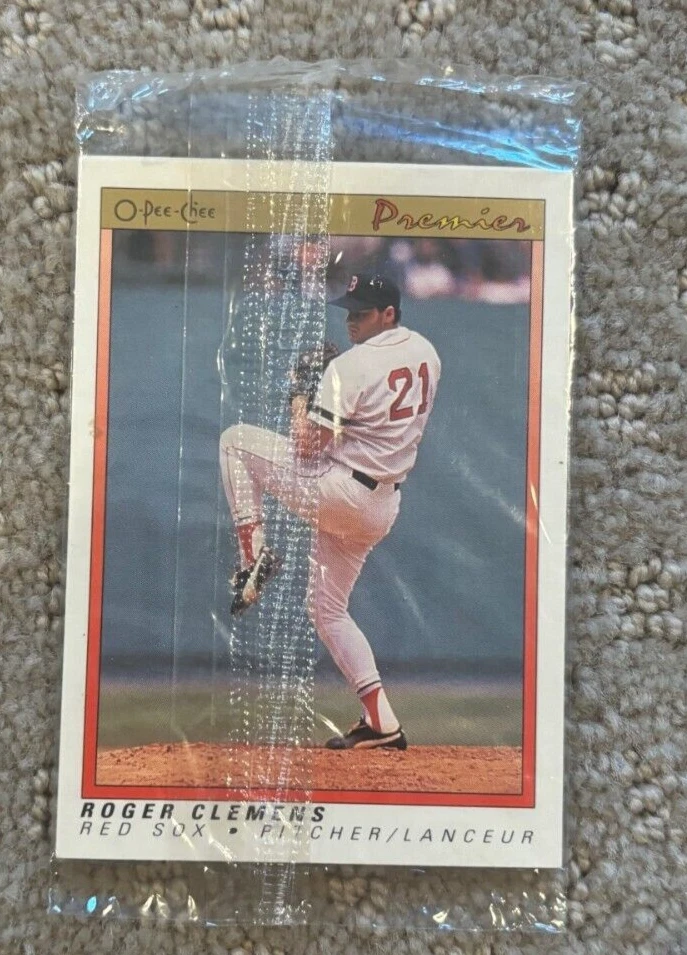 O-Pee-Chee Premier
B
21
ROGER CLEMENS
RED SOX • PITCHER/LANCEUR